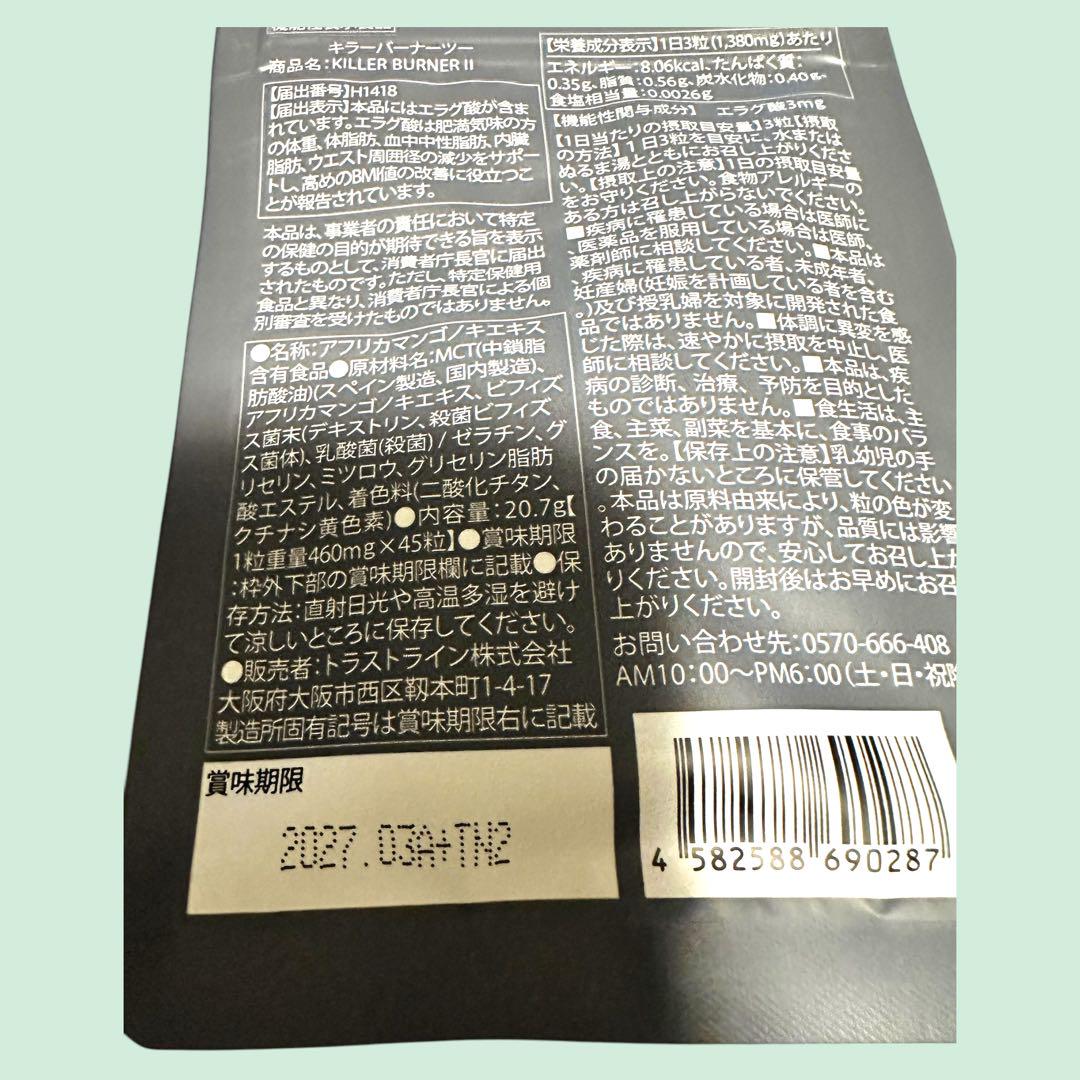 機能性表示食品
キラーバーナーツー
商品名:KILLER BURNER II
【届出番号】H1418
【届出表示】本品にはエラグ酸が含ま
れています。エラグ酸は肥満気味の方
の体重、体脂肪、血中中性脂肪、内臓
脂肪、ウエスト周囲径の減少をサポー
トし、高めのBMI値の改善に役立つこ
とが報告されています。
本品は、事業者の責任において特定
の保健の目的が期待できる旨を表示
するものとして、消費者庁長官に届出
されたものです。ただし、特定保健用
食品と異なり、消費者庁長官による個
別審査を受けたものではありません。
●名称:アフリカマンゴノキエキス
含有食品●原材料名:MCT(中鎖脂
肪酸油)(スペイン製造、国内製造)、
アフリカマンゴノキエキス、ビフィズ
ス菌末(デキストリン、殺菌ビフィズ
ス菌体)、乳酸菌(殺菌) / ゼラチン、グ
リセリン、ミツロウ、グリセリン脂肪
酸エステル、着色料(二酸化チタン、
クチナシ黄色素)●内容量:20.7g【
1粒重量460mg×45粒】●賞味期限
:枠外下部の賞味期限欄に記載●保
存方法:直射日光や高温多湿を避け
て涼しいところに保存してください。
●販売者:トラストライン株式会社
大阪府大阪市西区靱本町1-4-17
製造所固有記号は賞味期限右に記載
賞味期限
2027.03A+TN2
【栄養成分表示】1日3粒(1,380mg)あたり
エネルギー:8.06kcal、たんぱく質:
0.35g、脂質:0.56g、炭水化物:0.40g、
食塩相当量:0.0026g
【機能性関与成分】 エラグ酸3mg
【1日当たりの摂取目安量】3粒【摂取
の方法】1日3粒を目安に、水または
ぬるま湯とともにお召し上がりくださ
い。【摂取上の注意】1日の摂取目安量
をお守りください。食物アレルギーの
ある方は召し上がらないでください。
■疾病に罹患している場合は医師に
、医薬品を服用している場合は医師、
薬剤師に相談してください。■本品は
、疾病に罹患している者、未成年者、
妊産婦(妊娠を計画している者を含む
。)及び授乳婦を対象に開発された食
品ではありません。■体調に異変を感
じた際は、速やかに摂取を中止し、医
師に相談してください。■本品は、疾
病の診断、治療、予防を目的とした
ものではありません。■食生活は、主
食、主菜、副菜を基本に、食事のバラ
ンスを。【保存上の注意】乳幼児の手
の届かないところに保管してください
。本品は原料由来により、粒の色が変
わることがありますが、品質には影響
ありませんので、安心してお召し上が
りください。開封後はお早めにお召
上がりください。
お問い合わせ先:0570-666-408
AM10:00〜PM6:00(土・日・祝除
4 582588 690287